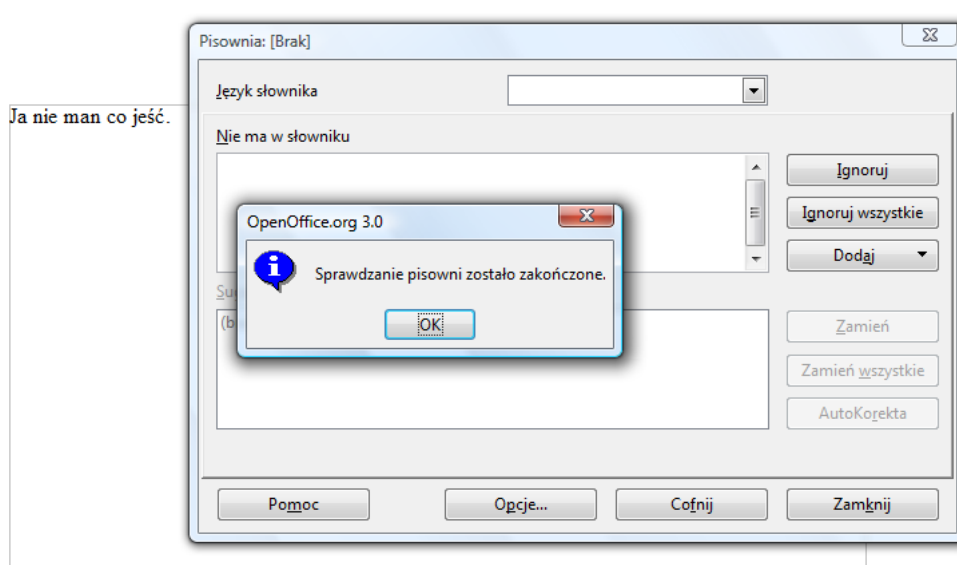 Pisownia: [Brak]
Język słownika
Ja nie man co jeść.
Nie ma w słowniku
Ignoruj
Ignoruj wszystkie
Dodaj
OpenOffice.org 3.0
Sprawdzanie pisowni zostało zakończone.
OK
Zamień
Zamień wszystkie
AutoKorekta
Pomoc
Opcje...
Cofnij
Zamknij